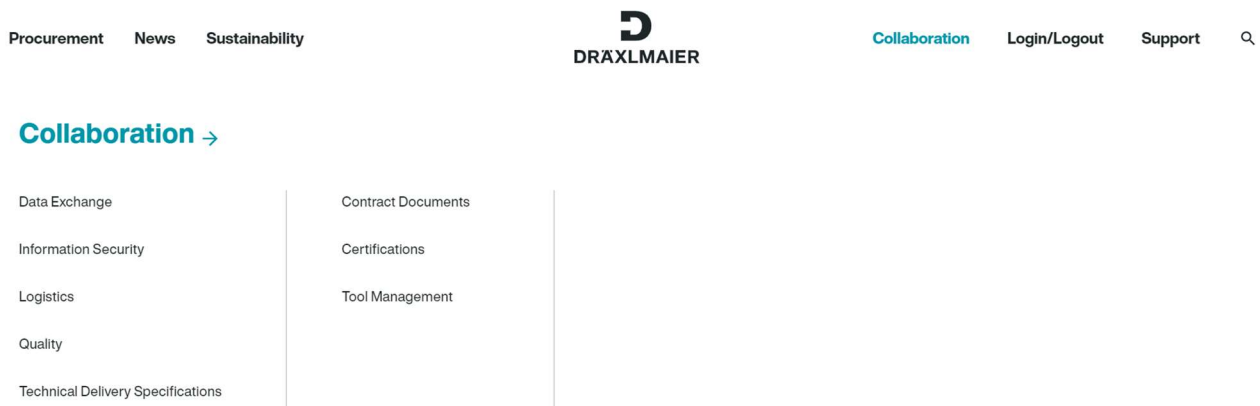 Procurement News Sustainability DRÄXLMAIER Collaboration Login/Logout Support
Collaboration →
Data Exchange
Information Security
Logistics
Quality
Technical Delivery Specifications
Contract Documents
Certifications
Tool Management